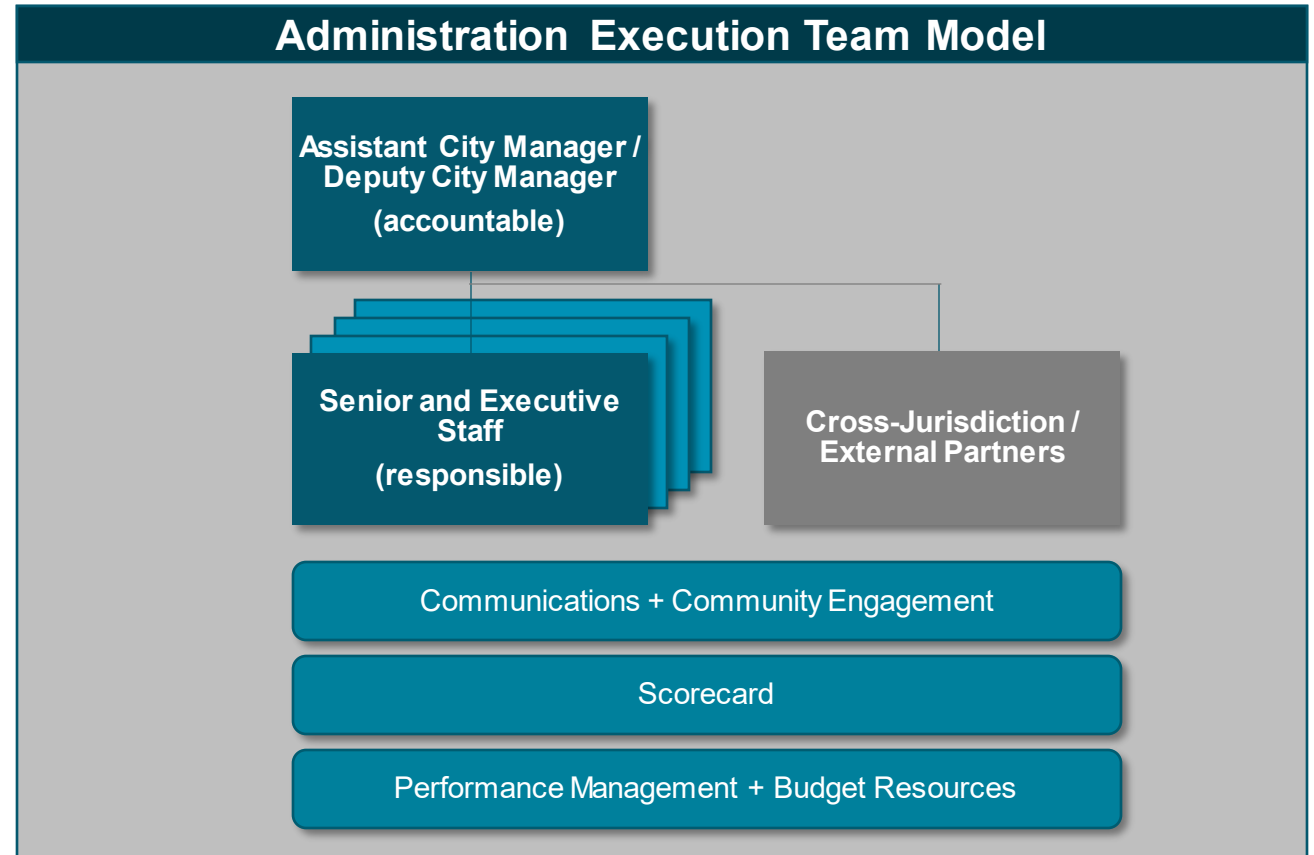 Administration Execution Team Model
Assistant City Manager /
Deputy City Manager
(accountable)
Senior and Executive
Staff
(responsible)
Cross-Jurisdiction /
External Partners
Communications + Community Engagement
Scorecard
Performance Management + Budget Resources